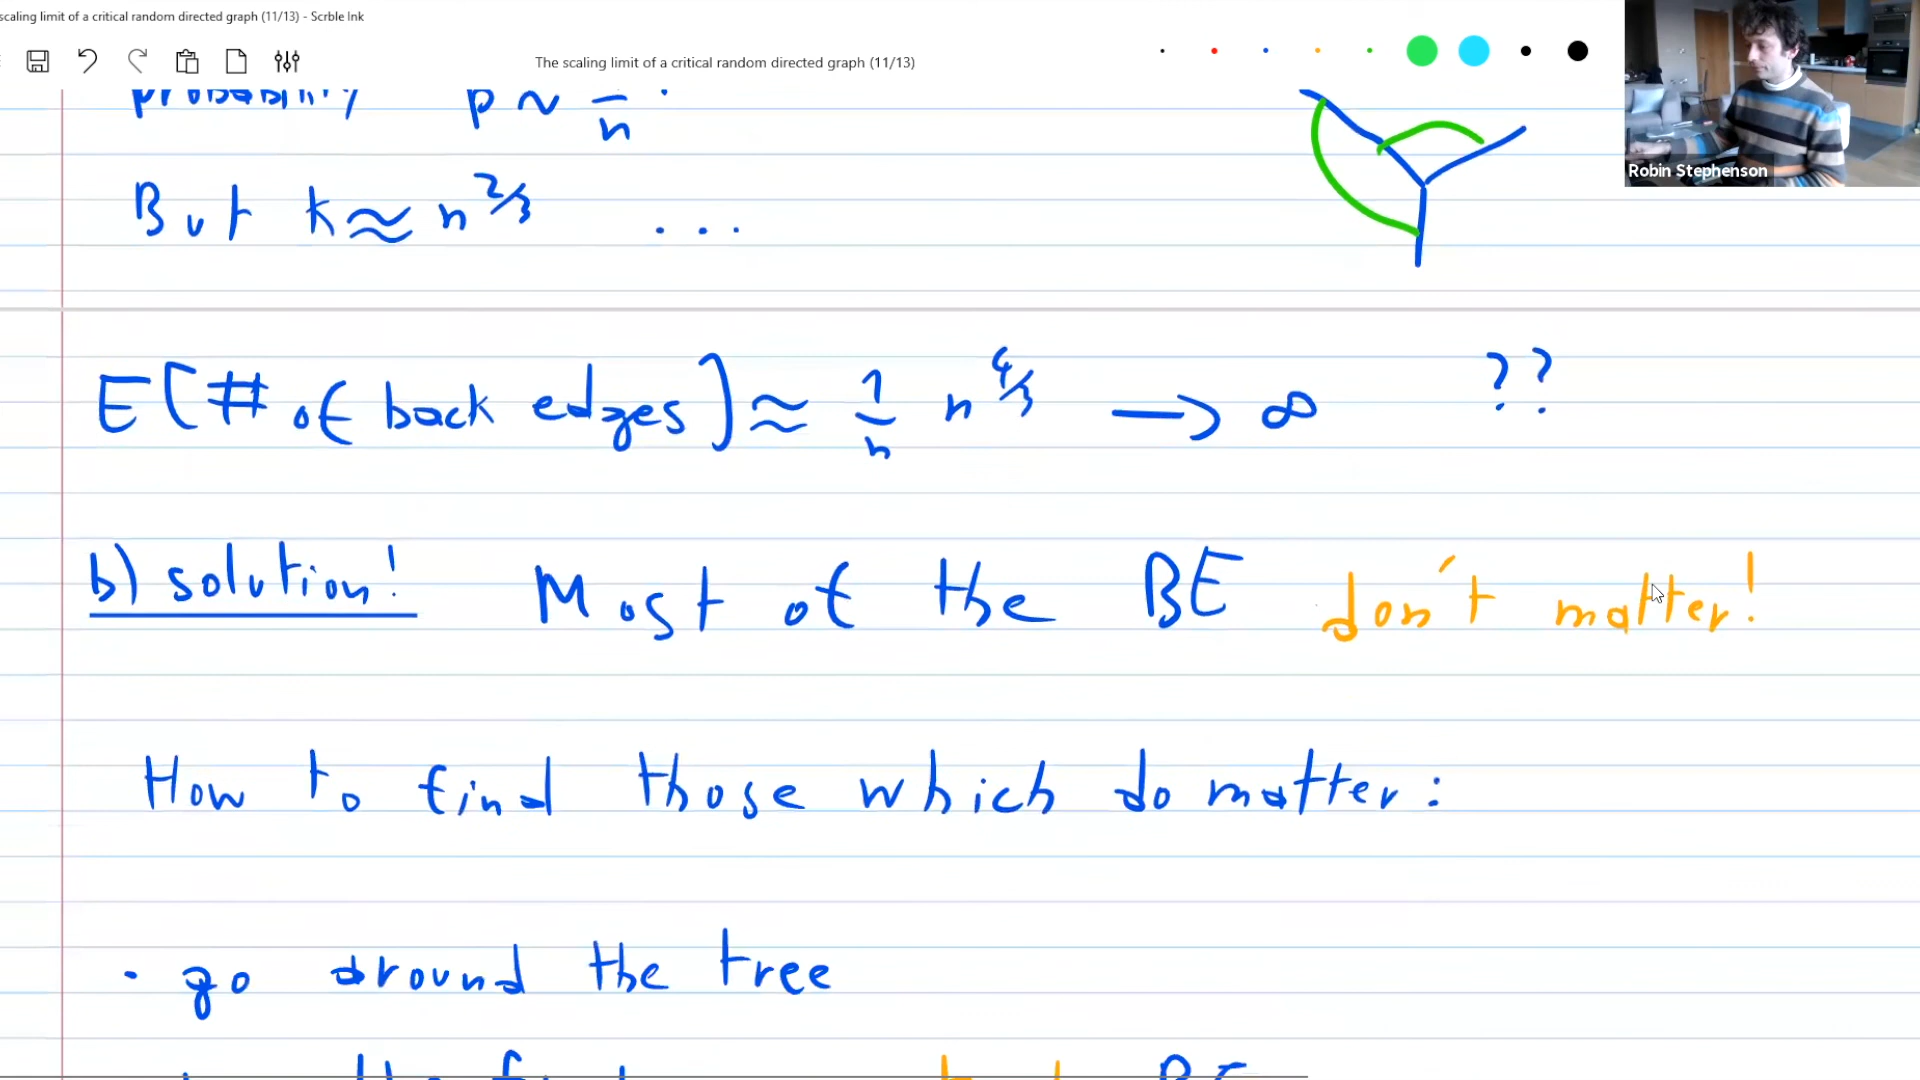 scaling limit of a critical random directed graph (11/13) - Scrble Ink
The scaling limit of a critical random directed graph (11/13)
Robin Stephenson
probability p ~ 1/n.
But k ≈ n^2/3 ...
E[# of back edges] ≈ 1/n n^4/3 → ∞ ??
b) solution! Most of the BE don't matter!
How to find those which do matter:
• go around the tree